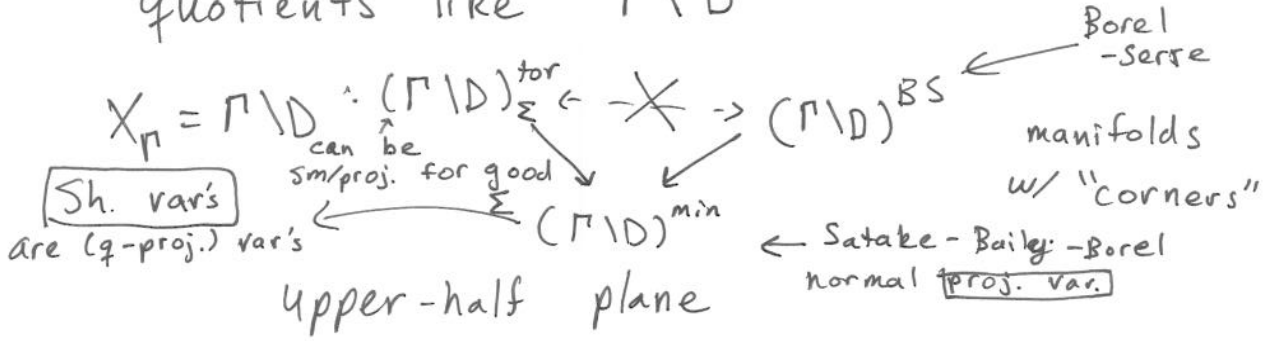 quotients like Γ\D
Borel
-Serre
X_Γ = Γ\D : (Γ\D)^tor_Σ ← -X- → (Γ\D)^BS
can be
sm/proj. for good Σ
manifolds
w/ "corners"
Sh. var's
are (q-proj.) var's
(Γ\D)^min
← Satake-Baily-Borel
normal proj. var.
upper-half plane